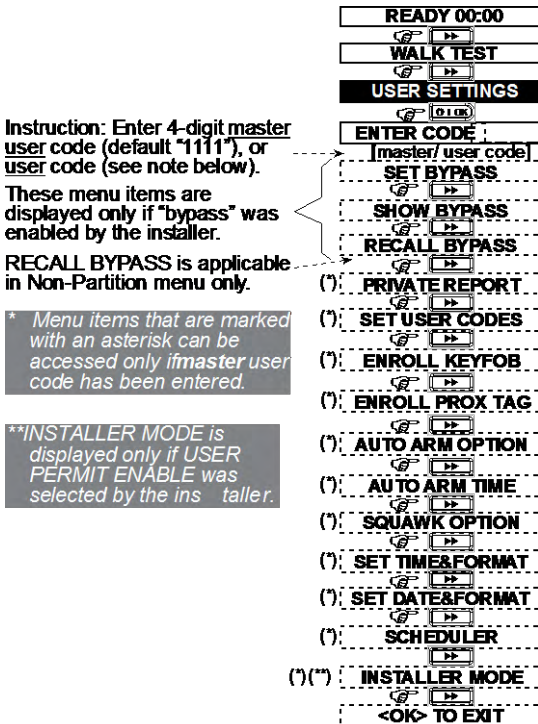 READY 00:00
WALK TEST
USER SETTINGS
OK
ENTER CODE
[master/ user code]
Instruction: Enter 4-digit master
user code (default "1111"), or
user code (see note below).
These menu items are
displayed only if "bypass" was
enabled by the installer.
RECALL BYPASS is applicable
in Non-Partition menu only.
* Menu items that are marked
with an asterisk can be
accessed only ifmaster user
code has been entered.
**INSTALLER MODE is
displayed only if USER
PERMIT ENABLE was
selected by the ins taller.
SET BYPASS
SHOW BYPASS
RECALL BYPASS
(*) PRIVATE REPORT
(*) SET USER CODES
(*) ENROLL KEYFOB
(*) ENROLL PROX TAG
(*) AUTO ARM OPTION
(*) AUTO ARM TIME
(*) SQUAWK OPTION
(*) SET TIME&FORMAT
(*) SET DATE&FORMAT
(*) SCHEDULER
(*)(**) INSTALLER MODE
<OK> TO EXIT